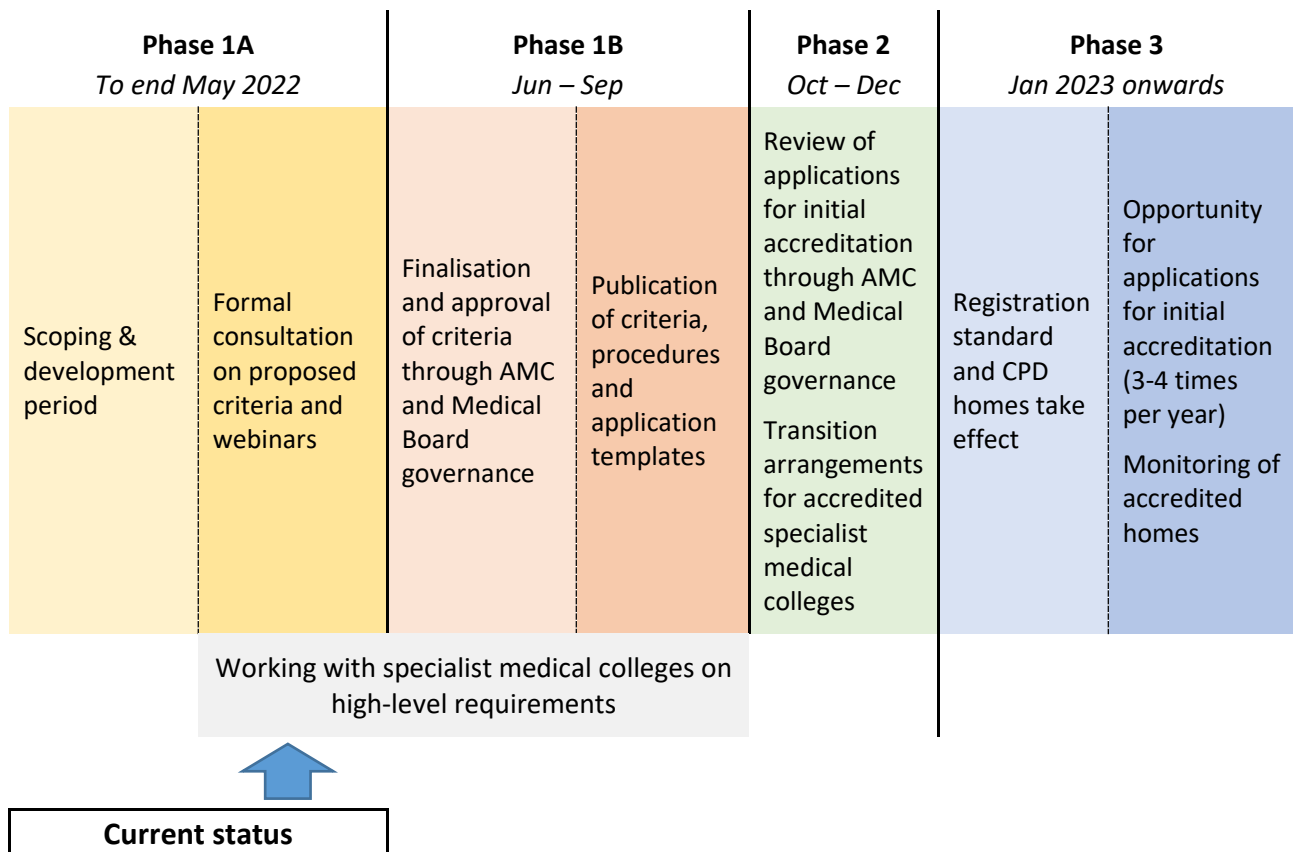 Phase 1A
To end May 2022
Phase 1B
Jun – Sep
Phase 2
Oct – Dec
Phase 3
Jan 2023 onwards
Scoping &
development
period
Formal
consultation
on proposed
criteria and
webinars
Finalisation
and approval
of criteria
through AMC
and Medical
Board
governance
Publication
of criteria,
procedures
and
application
templates
Review of
applications
for initial
accreditation
through AMC
and Medical
Board
governance
Transition
arrangements
for accredited
specialist
medical
colleges
Registration
standard
and CPD
homes take
effect
Opportunity
for
applications
for initial
accreditation
(3-4 times
per year)
Monitoring of
accredited
homes
Working with specialist medical colleges on
high-level requirements
Current status